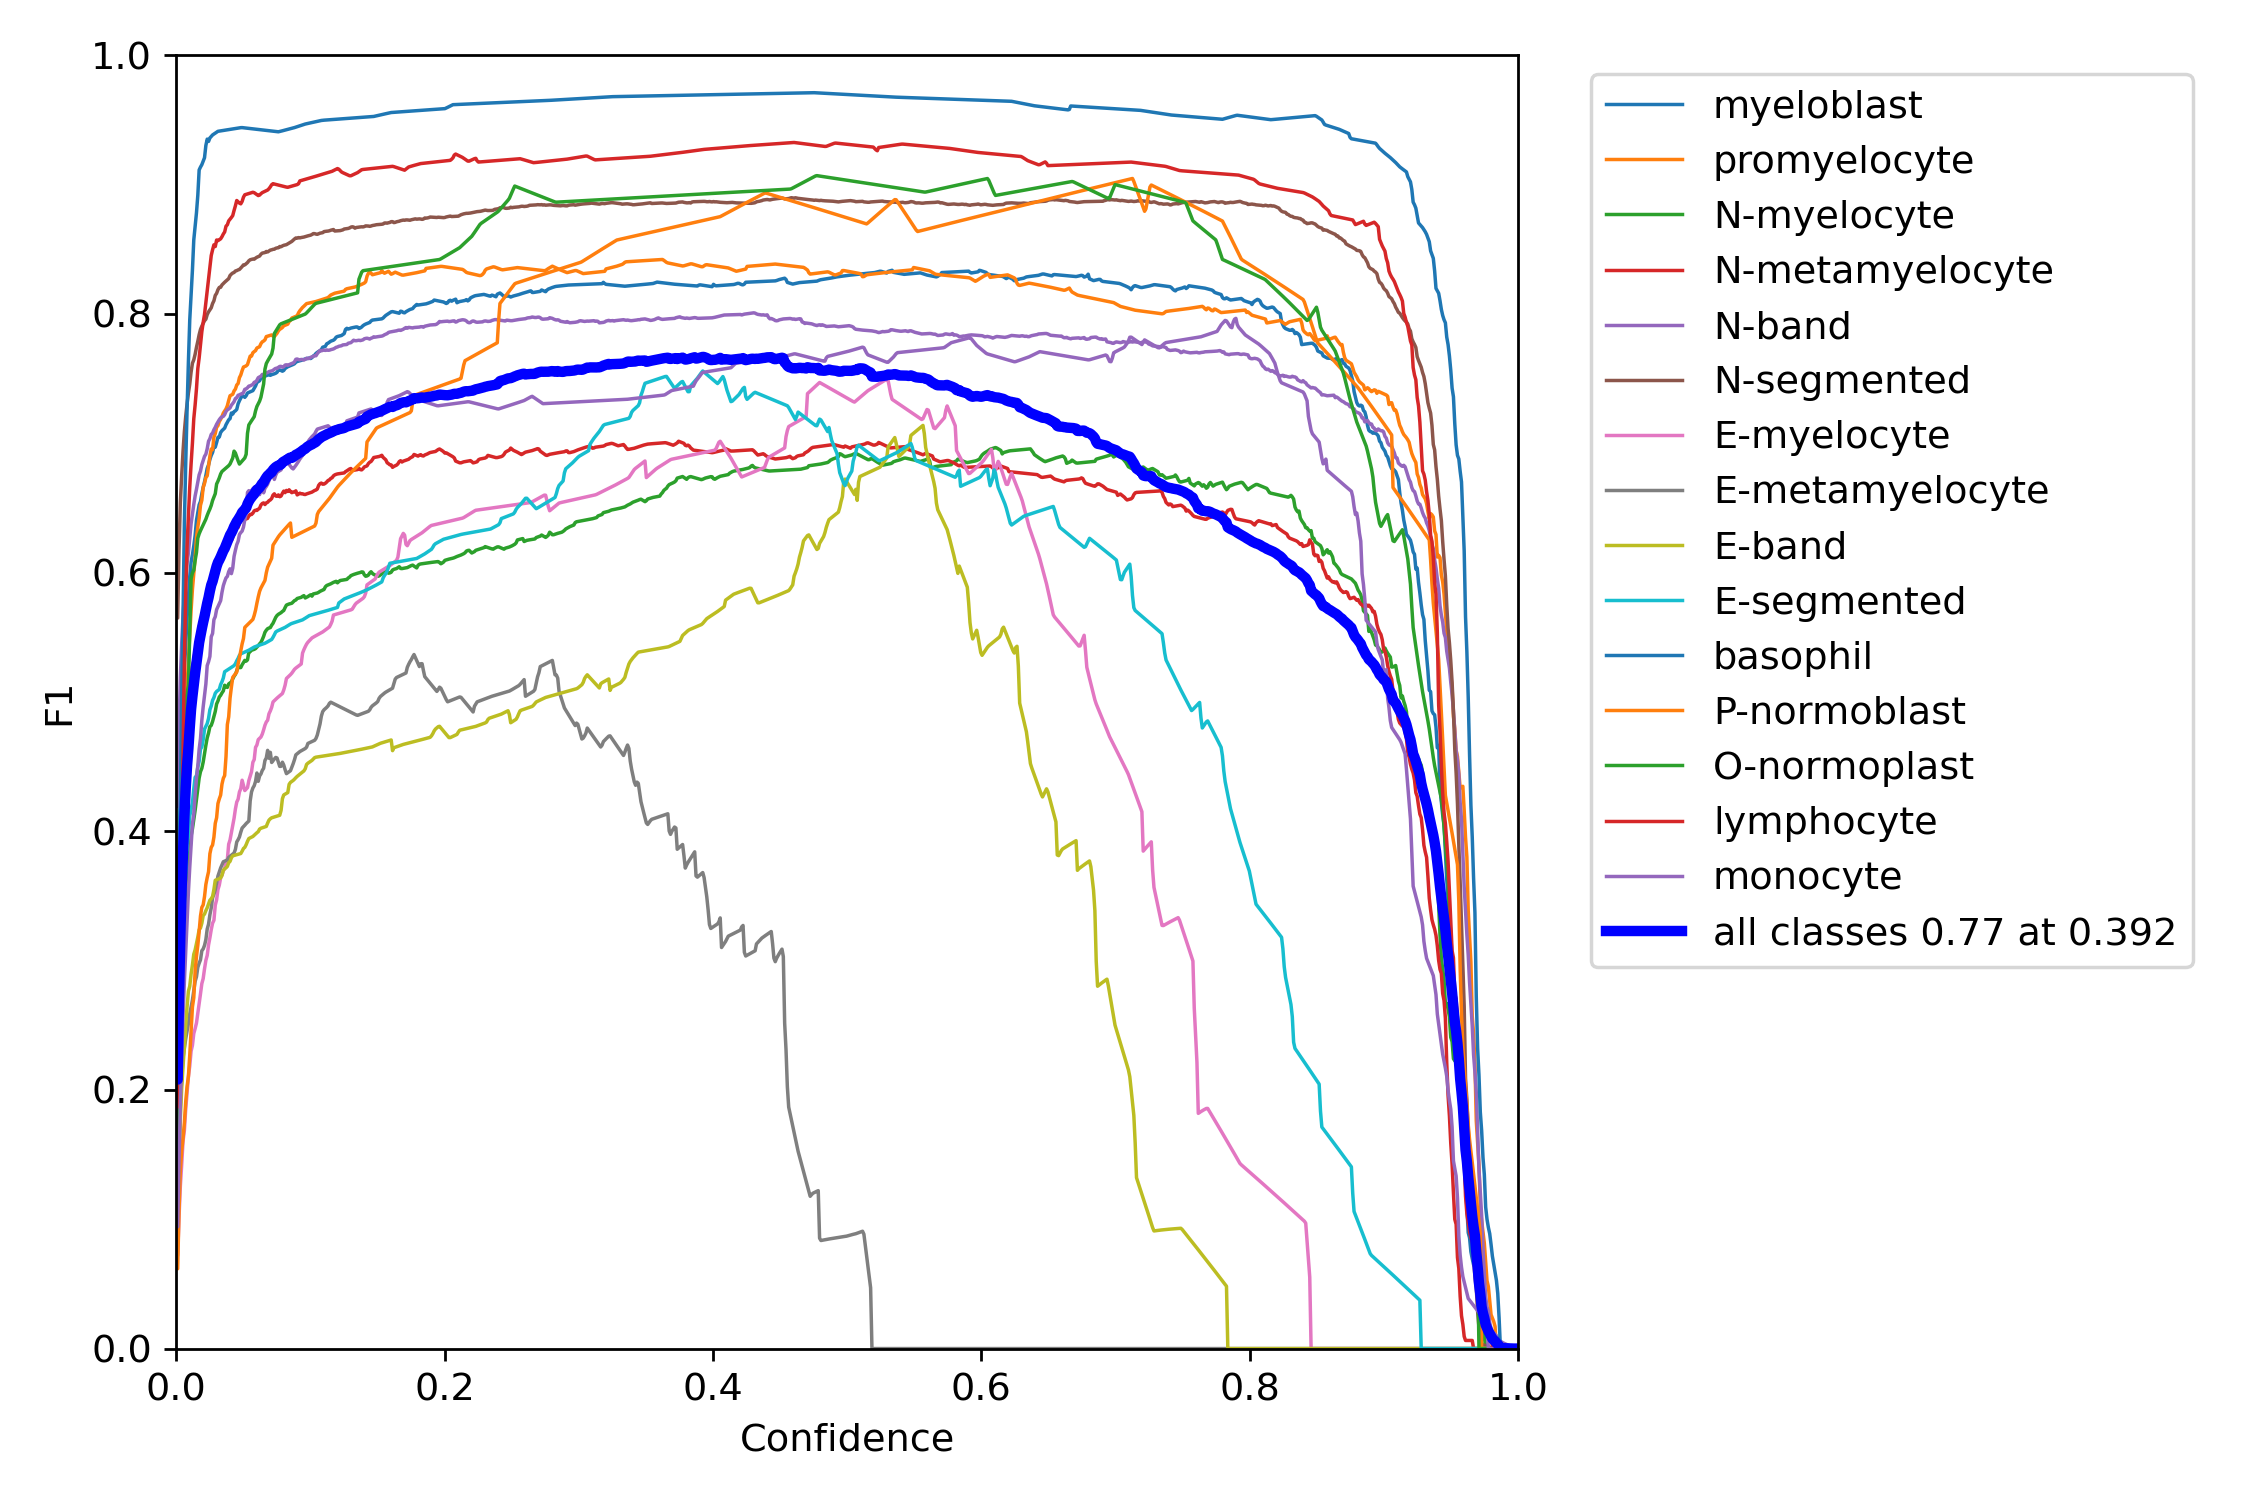 1.0
0.8
0.6
0.4
0.2
0.0
F1
0.0 0.2 0.4 0.6 0.8 1.0
Confidence
myeloblast
promyelocyte
N-myelocyte
N-metamyelocyte
N-band
N-segmented
E-myelocyte
E-metamyelocyte
E-band
E-segmented
basophil
P-normoblast
O-normoplast
lymphocyte
monocyte
all classes 0.77 at 0.392